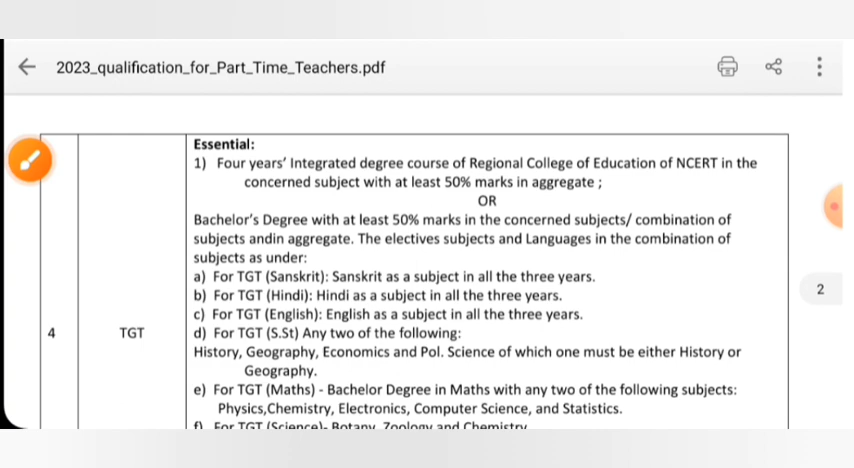 2023_qualification_for_Part_Time_Teachers.pdf
Essential:
1) Four years' Integrated degree course of Regional College of Education of NCERT in the
concerned subject with at least 50% marks in aggregate ;
OR
Bachelor's Degree with at least 50% marks in the concerned subjects/ combination of
subjects andin aggregate. The electives subjects and Languages in the combination of
subjects as under:
a) For TGT (Sanskrit): Sanskrit as a subject in all the three years.
2
b) For TGT (Hindi): Hindi as a subject in all the three years.
c) For TGT (English): English as a subject in all the three years.
4 TGT d) For TGT (S.St) Any two of the following:
History, Geography, Economics and Pol. Science of which one must be either History or
Geography.
e) For TGT (Maths) - Bachelor Degree in Maths with any two of the following subjects:
Physics,Chemistry, Electronics, Computer Science, and Statistics.
f) For TGT (Science)- Botany, Zoology and Chemistry